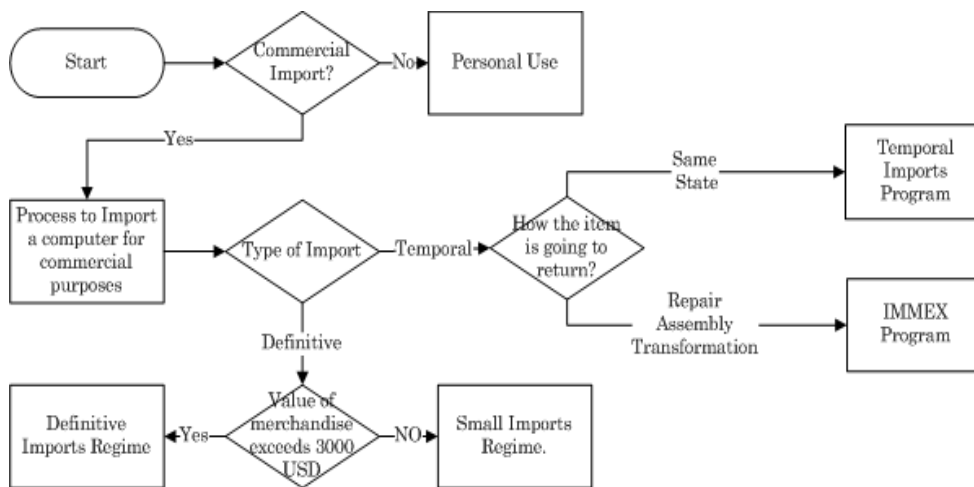 Start
Commercial
Import?
No
Personal Use
Yes
Process to Import
a computer for
commercial
purposes
Type of Import
Temporal
How the item
is going to
return?
Same
State
Temporal
Imports
Program
Repair
Assembly
Transformation
IMMEX
Program
Definitive
Value of
merchandise
exceeds 3000
USD
Yes
Definitive
Imports Regime
NO
Small Imports
Regime.